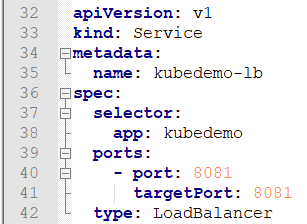 32 apiVersion: v1
33 kind: Service
34 metadata:
35   name: kubedemo-lb
36 spec:
37   selector:
38     app: kubedemo
39   ports:
40     - port: 8081
41       targetPort: 8081
42   type: LoadBalancer